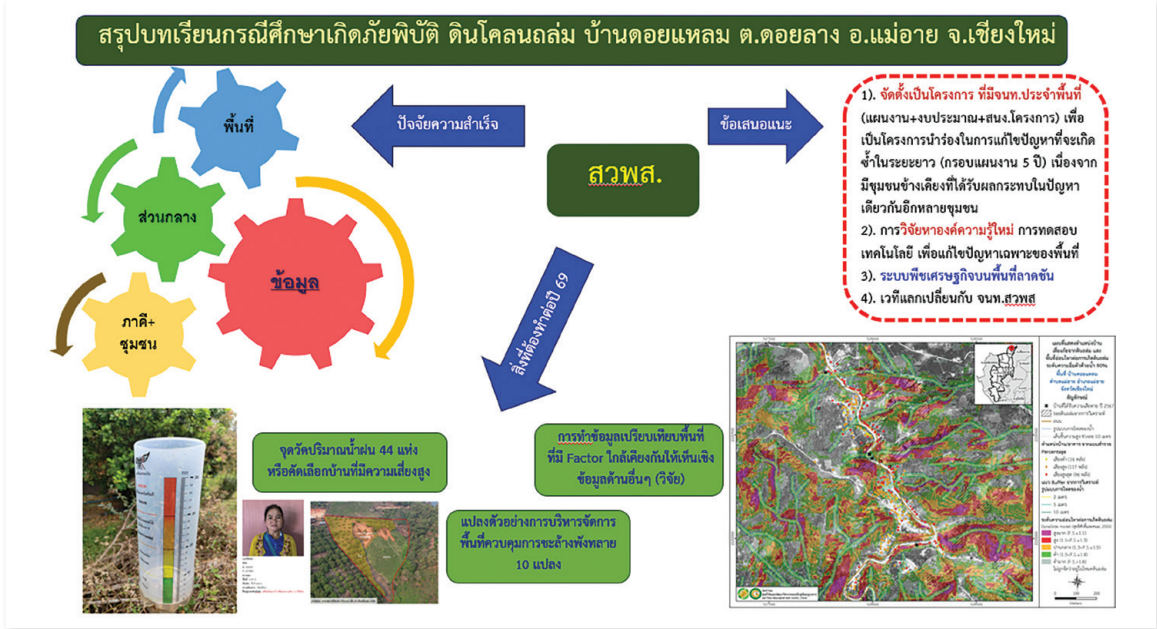 สรุปบทเรียนกรณีศึกษาเกิดภัยพิบัติ ดินโคลนถล่ม บ้านดอยแหลม ต.ดอยลาง อ.แม่อาย จ.เชียงใหม่
พื้นที่
ส่วนกลาง
ภาคี+
ชุมชน
ข้อมูล
ปัจจัยความสำเร็จ
สวพส.
ข้อเสนอแนะ
1). จัดตั้งเป็นโครงการ ที่มีจนท.ประจำพื้นที่
(แผนงาน+งบประมาณ+สนง.โครงการ) เพื่อ
เป็นโครงการนำร่องในการแก้ไขปัญหาที่จะเกิด
ซ้ำในระยะยาว (กรอบแผนงาน 5 ปี) เนื่องจาก
มีชุมชนข้างเคียงที่ได้รับผลกระทบในปัญหา
เดียวกันอีกหลายชุมชน
2). การวิจัยหาองค์ความรู้ใหม่ การทดสอบ
เทคโนโลยี เพื่อแก้ไขปัญหาเฉพาะของพื้นที่
3). ระบบพืชเศรษฐกิจบนพื้นที่ลาดชัน
4). เวทีแลกเปลี่ยนกับ จนท.สวพส
สิ่งที่ต้องทำต่อปี 69
จุดวัดปริมาณน้ำฝน 44 แห่ง
หรือคัดเลือกบ้านที่มีความเสี่ยงสูง
การทำข้อมูลเปรียบเทียบพื้นที่
ที่มี Factor ใกล้เคียงกันให้เห็นเชิง
ข้อมูลด้านอื่นๆ (วิจัย)
แปลงตัวอย่างการบริหารจัดการ
พื้นที่ควบคุมการชะล้างพังทลาย
10 แปลง
Percentage
2 เมตร
5 เมตร
10 เมตร